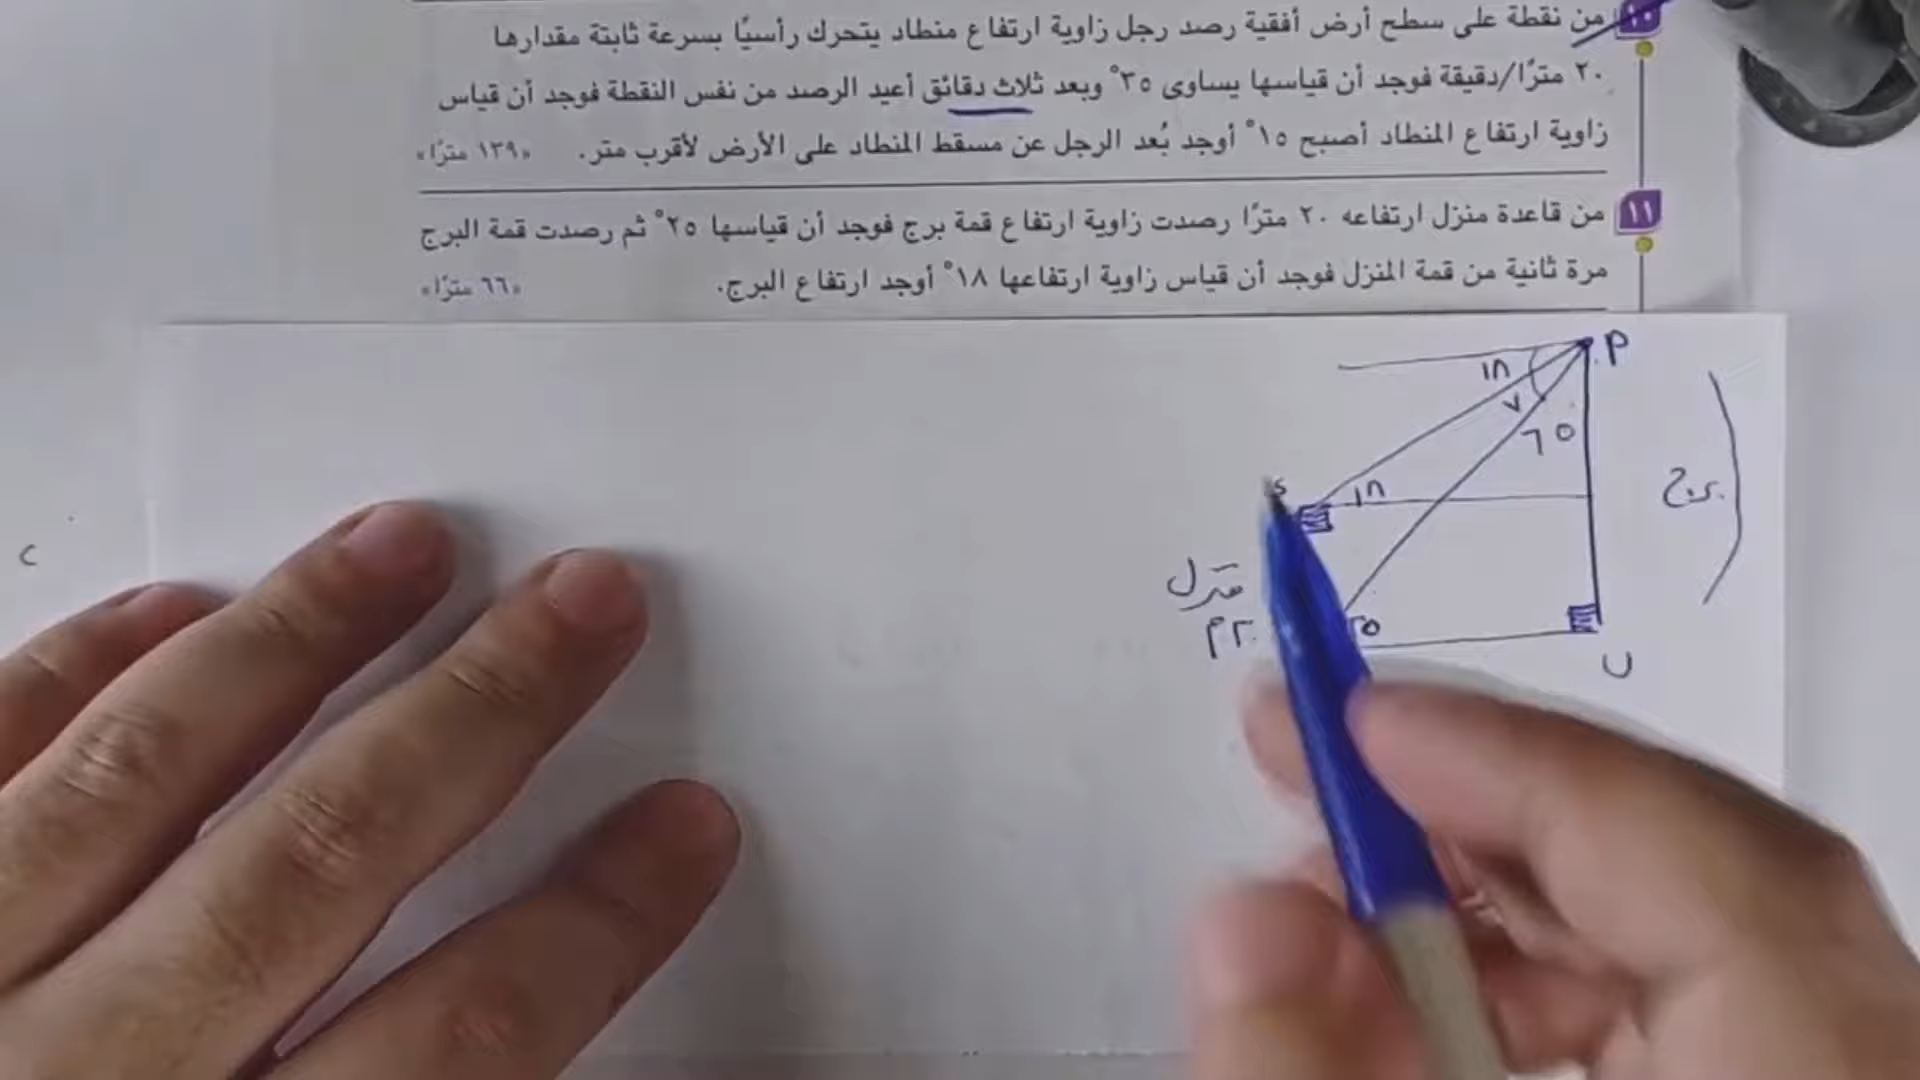 ١٠ من نقطة على سطح أرض أفقية رصد رجل زاوية ارتفاع منطاد يتحرك رأسيًا بسرعة ثابتة مقدارها
٢٠ مترًا/دقيقة فوجد أن قياسها يساوى ٣٥° وبعد ثلاث دقائق أعيد الرصد من نفس النقطة فوجد أن قياس
زاوية ارتفاع المنطاد أصبح ١٥° أوجد بُعد الرجل عن مسقط المنطاد على الأرض لأقرب متر. «١٣٩ مترًا»
١١ من قاعدة منزل ارتفاعه ٢٠ مترًا رصدت زاوية ارتفاع قمة برج فوجد أن قياسها ٢٥° ثم رصدت قمة البرج
مرة ثانية من قمة المنزل فوجد أن قياس زاوية ارتفاعها ١٨° أوجد ارتفاع البرج. «٦٦ مترًا»
١٨
٧
٦٥
١٨
برج
منزل
٢٠م
٢٥
ب